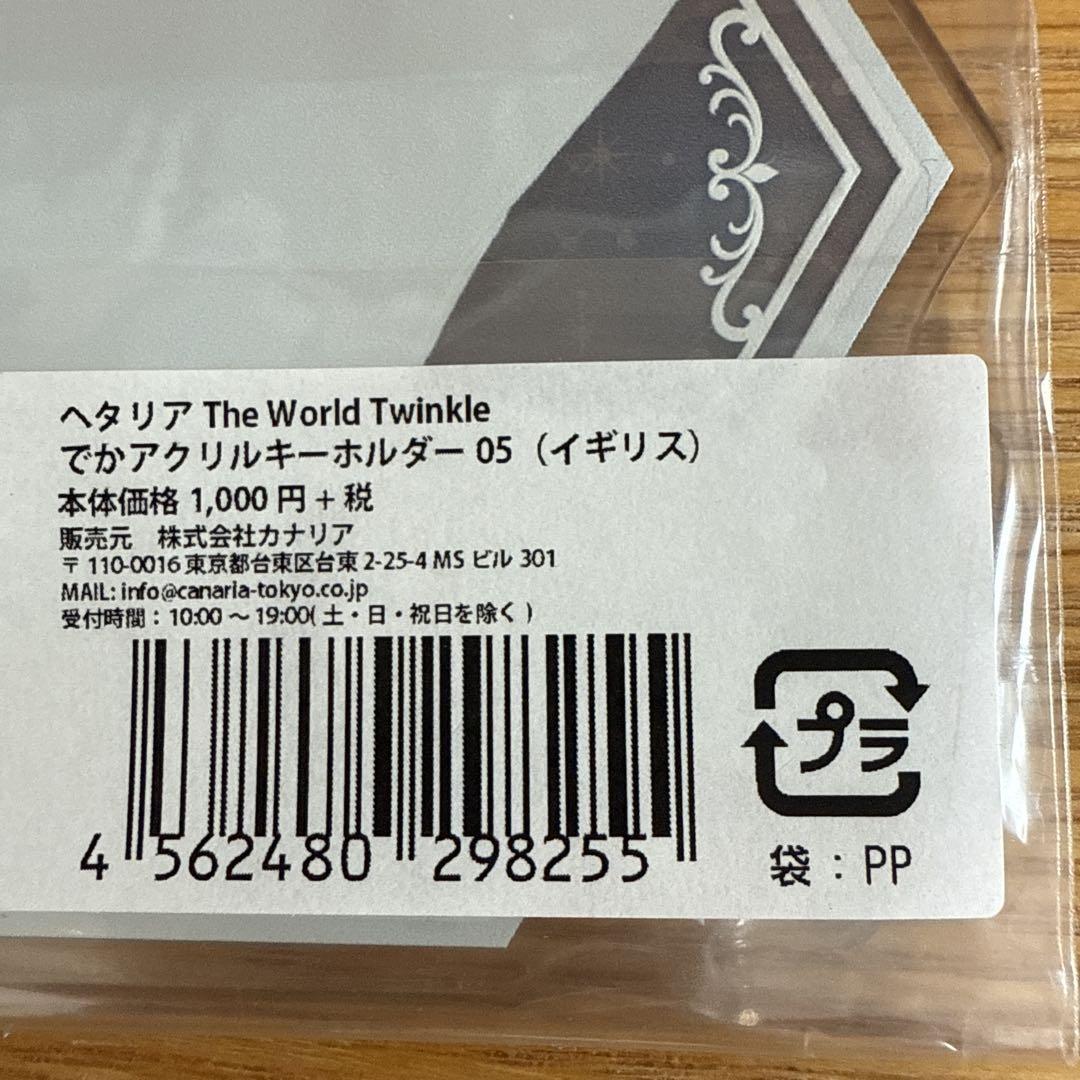 ヘタリア The World Twinkle
でかアクリルキーホルダー 05（イギリス）
本体価格 1,000 円 + 税
販売元　株式会社カナリア
〒 110-0016 東京都台東区台東 2-25-4 MS ビル 301
MAIL: info@canaria-tokyo.co.jp
受付時間：10:00 ～ 19:00( 土・日・祝日を除く )
プラ
4 562480 298255
袋：PP